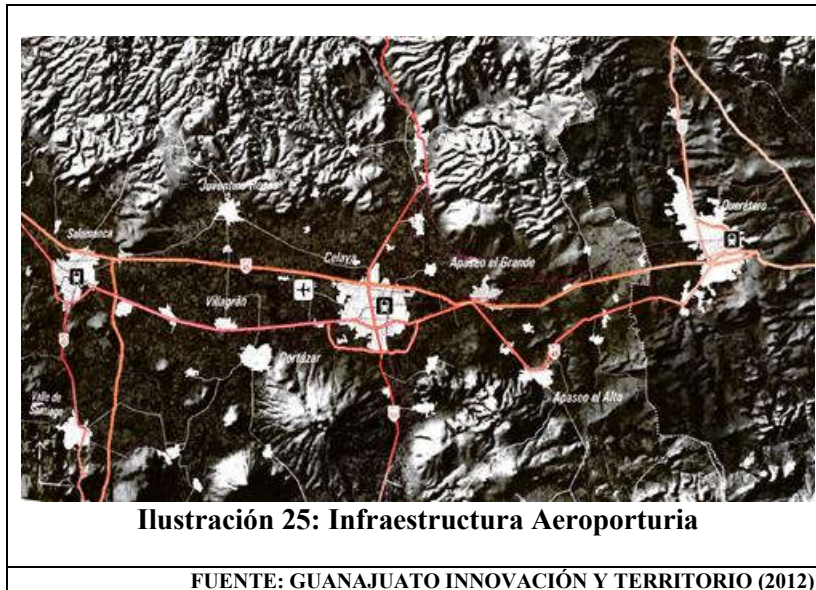 Juventino Rosas
Querétaro
Salamanca
Celaya
Apaseo el Grande
Villagrán
Cortázar
Apaseo el Alto
Valle de
Santiago
Ilustración 25: Infraestructura Aeroporturia
FUENTE: GUANAJUATO INNOVACIÓN Y TERRITORIO (2012)